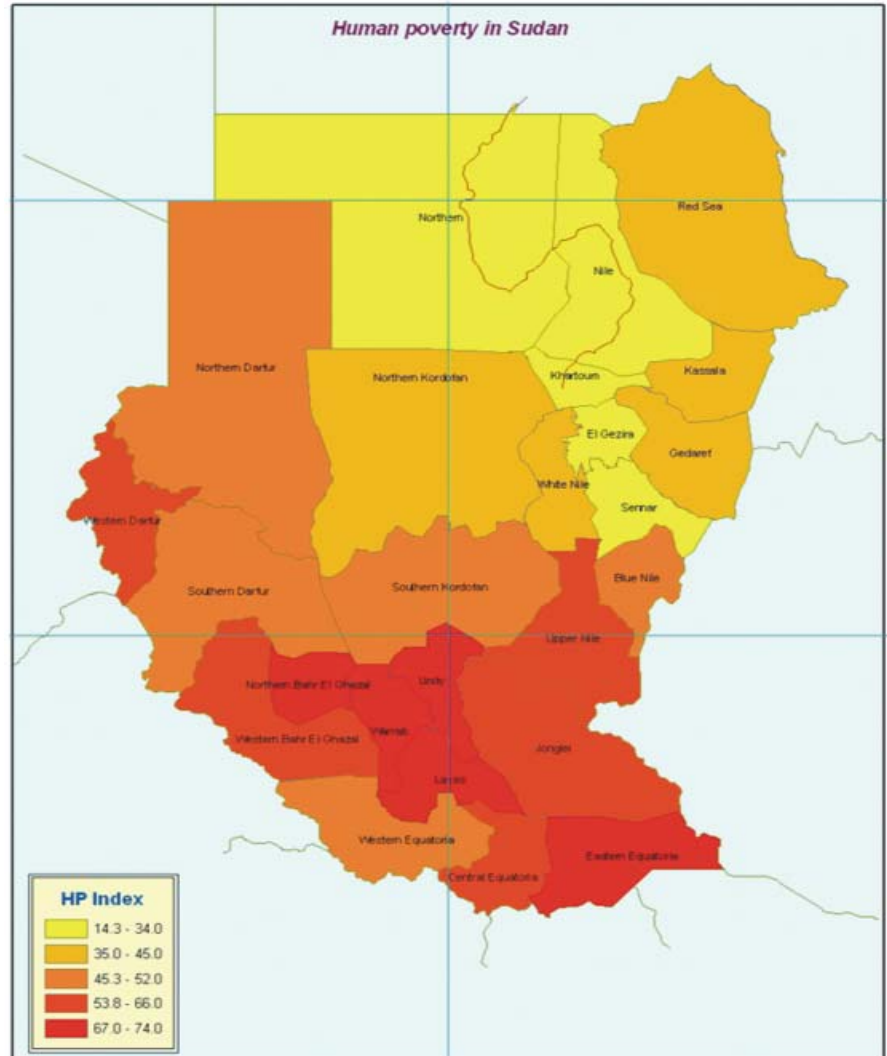 Human poverty in Sudan
Red Sea
Northern
Nile
Northern Darfur
Northern Kordofan
Khartoum
Kassala
El Gezira
Gedaref
White Nile
Sennar
Western Darfur
Southern Darfur
Southern Kordofan
Blue Nile
Upper Nile
Northern Bahr El Ghazal
Unity
Warrab
Western Bahr El Ghazal
Jonglei
Lakes
Western Equatoria
Eastern Equatoria
Central Equatoria
HP Index
14.3 - 34.0
35.0 - 45.0
45.3 - 52.0
53.8 - 66.0
67.0 - 74.0